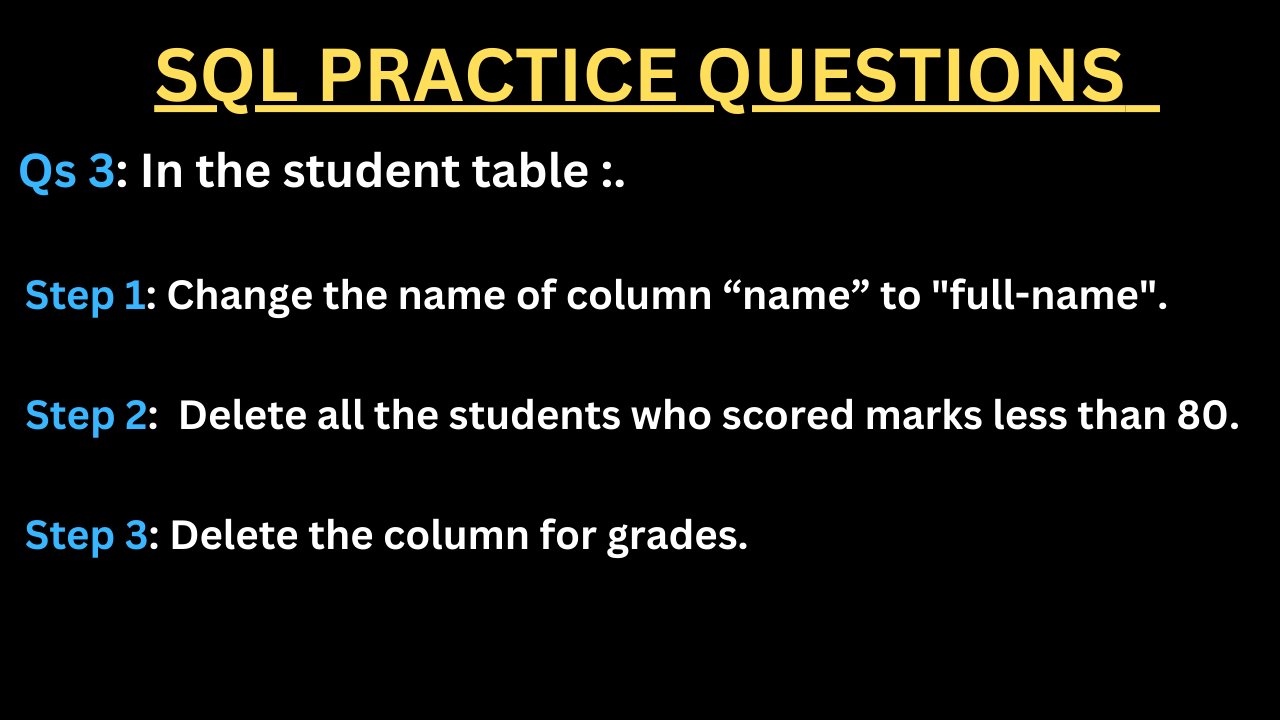 SQL PRACTICE QUESTIONS
Qs 3: In the student table :.
Step 1: Change the name of column “name” to "full-name".
Step 2:  Delete all the students who scored marks less than 80.
Step 3: Delete the column for grades.